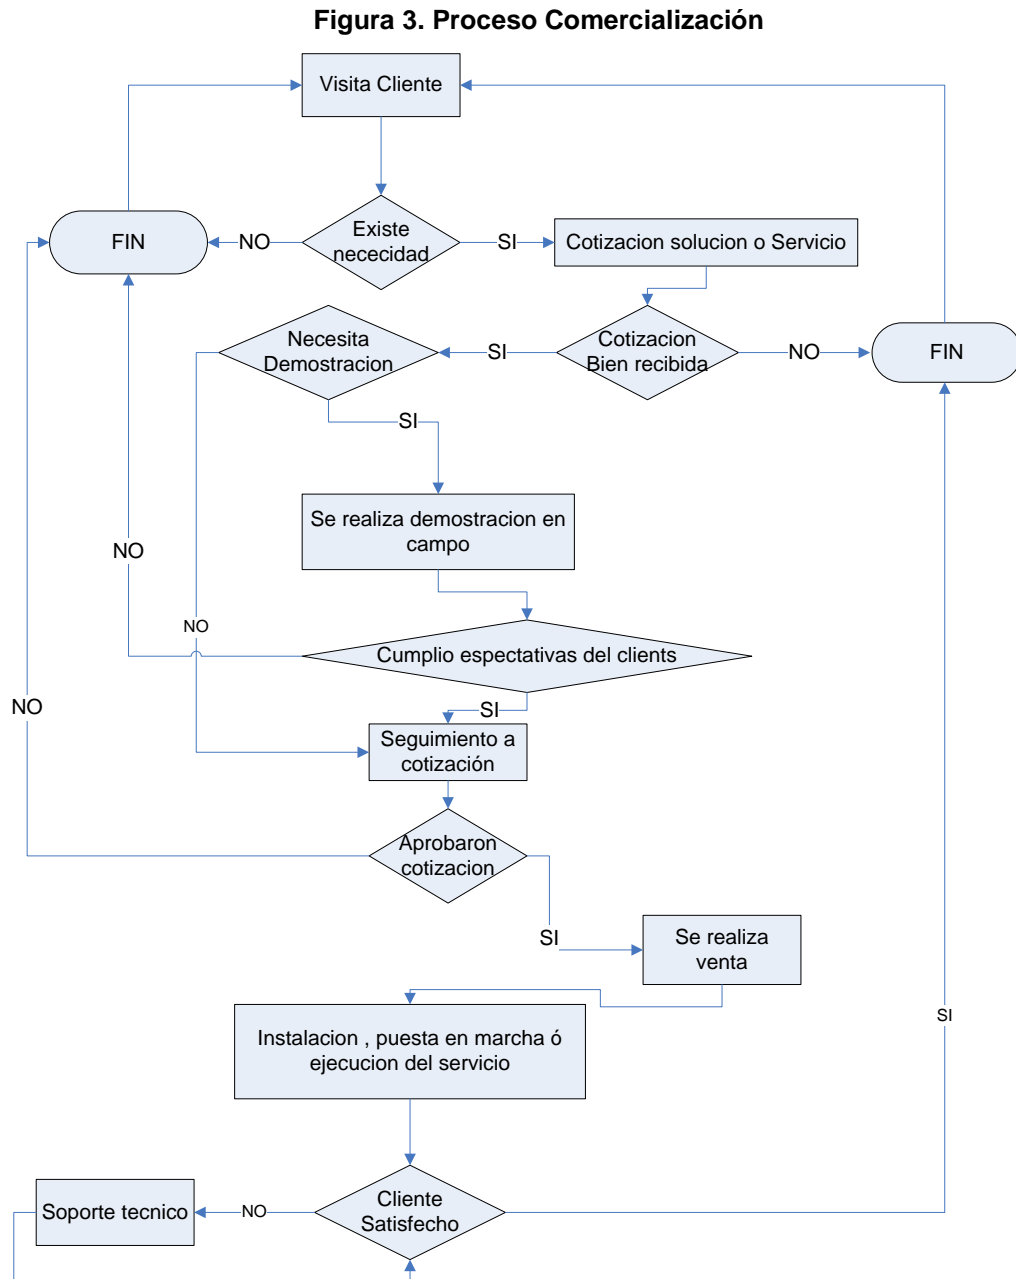 Figura 3. Proceso Comercialización
Visita Cliente
FIN
NO
Existe
nececidad
SI
Cotizacion solucion o Servicio
Necesita
Demostracion
SI
Cotizacion
Bien recibida
NO
FIN
SI
Se realiza demostracion en
campo
NO
NO
Cumplio espectativas del clients
NO
SI
Seguimiento a
cotización
Aprobaron
cotizacion
SI
Se realiza
venta
SI
Instalacion , puesta en marcha ó
ejecucion del servicio
Soporte tecnico
NO
Cliente
Satisfecho